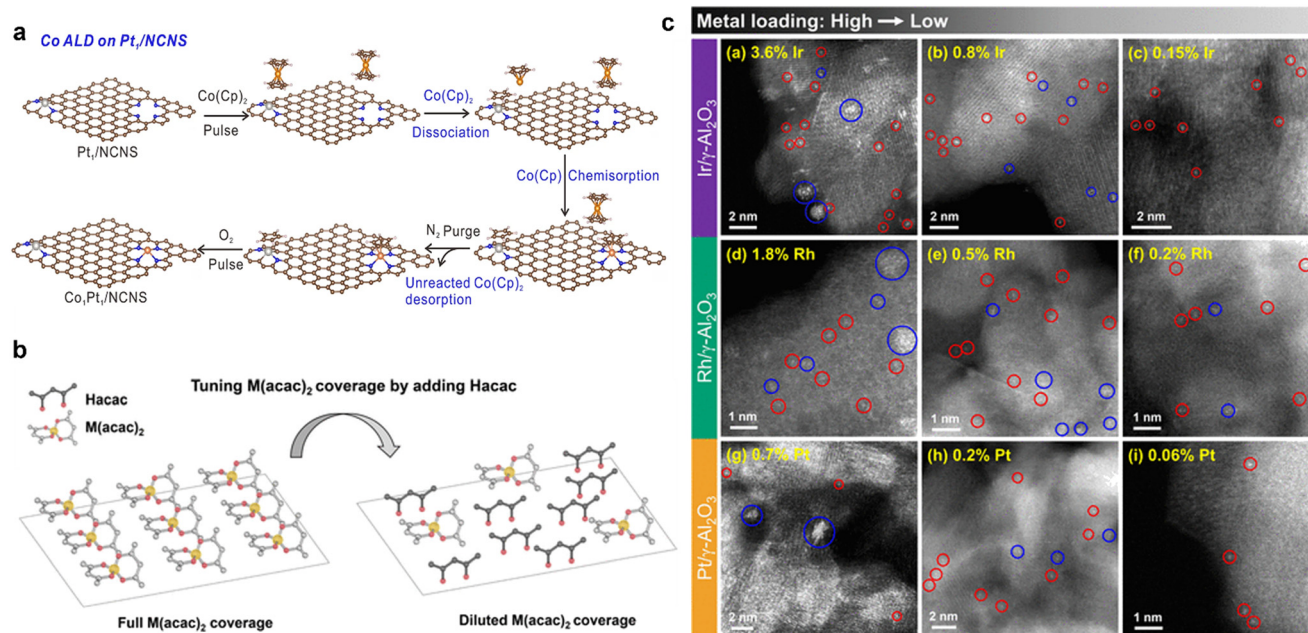 a
Co ALD on Pt₁/NCNS
Pt₁/NCNS
Co(Cp)₂
Pulse
Co(Cp)₂
Dissociation
Co(Cp) Chemisorption
N₂ Purge
Unreacted Co(Cp)₂
desorption
O₂
Pulse
Co₁Pt₁/NCNS
b
Hacac
M(acac)₂
Tuning M(acac)₂ coverage by adding Hacac
Full M(acac)₂ coverage
Diluted M(acac)₂ coverage
c
Metal loading: High → Low
Ir/γ-Al₂O₃
(a) 3.6% Ir
2 nm
(b) 0.8% Ir
2 nm
(c) 0.15% Ir
2 nm
Rh/γ-Al₂O₃
(d) 1.8% Rh
1 nm
(e) 0.5% Rh
1 nm
(f) 0.2% Rh
1 nm
Pt/γ-Al₂O₃
(g) 0.7% Pt
2 nm
(h) 0.2% Pt
2 nm
(i) 0.06% Pt
1 nm